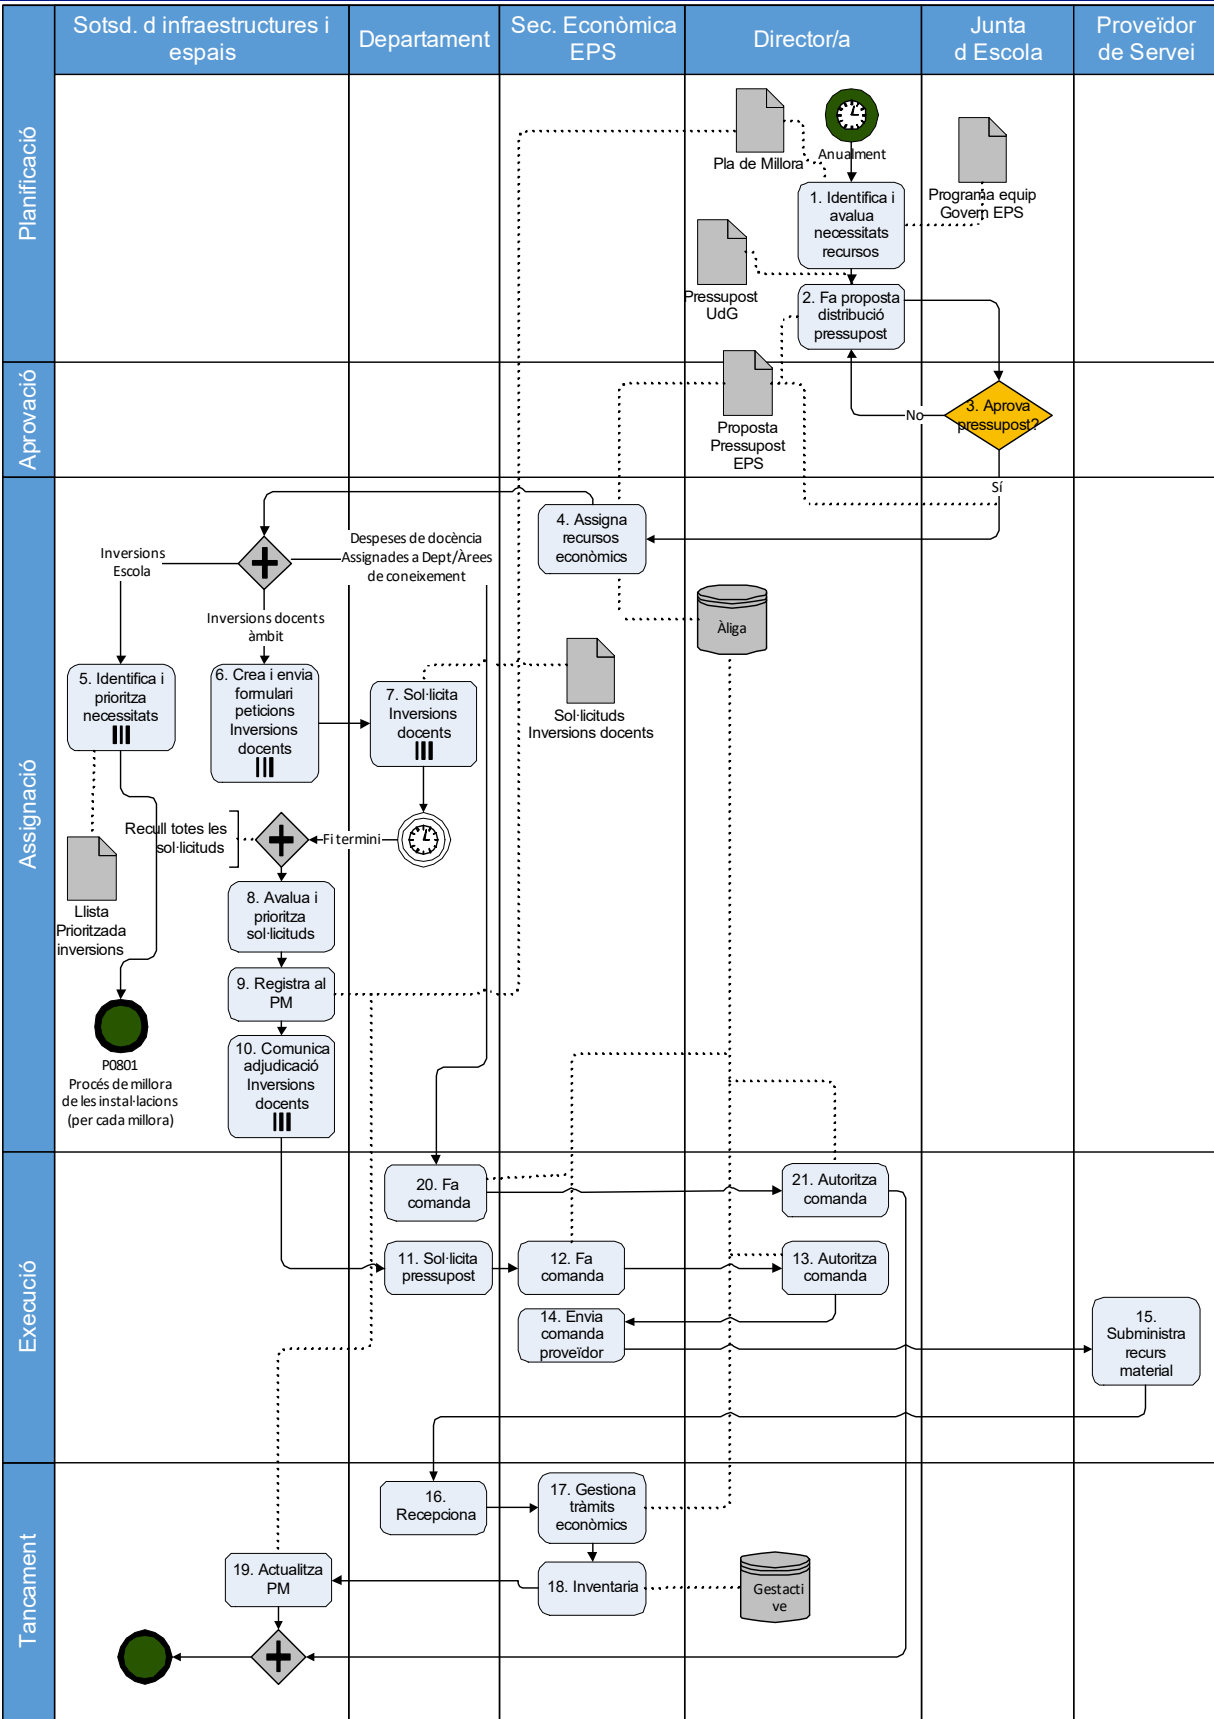 Sotsd. d infraestructures i
espais
Departament
Sec. Econòmica
EPS
Director/a
Junta
d Escola
Proveïdor
de Servei
Planificació
Pla de Millora
Anualment
Programa equip
Govern EPS
1. Identifica i
avalua
necessitats
recursos
Pressupost
UdG
2. Fa proposta
distribució
pressupost
Aprovació
Proposta
Pressupost
EPS
No
3. Aprova
pressupost?
Sí
Assignació
4. Assigna
recursos
econòmics
Inversions
Escola
Despeses de docència
Assignades a Dept/Àrees
de coneixement
Inversions docents
àmbit
Àliga
5. Identifica i
prioritza
necessitats
6. Crea i envia
formulari
peticions
Inversions
docents
7. Sol·licita
Inversions
docents
Sol·licituds
Inversions docents
Recull totes les
sol·licituds
Fi termini
Llista
Prioritzada
inversions
8. Avalua i
prioritza
sol·licituds
9. Registra al
PM
10. Comunica
adjudicació
Inversions
docents
P0801
Procés de millora
de les instal·lacions
(per cada millora)
Execució
20. Fa
comanda
21. Autoritza
comanda
11. Sol·licita
pressupost
12. Fa
comanda
13. Autoritza
comanda
14. Envia
comanda
proveïdor
15.
Subministra
recurs
material
Tancament
16.
Recepciona
17. Gestiona
tràmits
econòmics
18. Inventaria
Gestacti
ve
19. Actualitza
PM